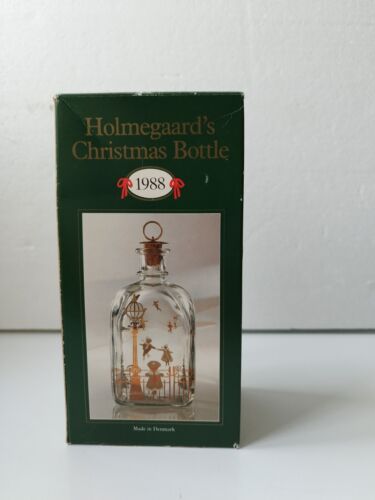 Holmegaard's
Christmas Bottle
1988
Made in Denmark